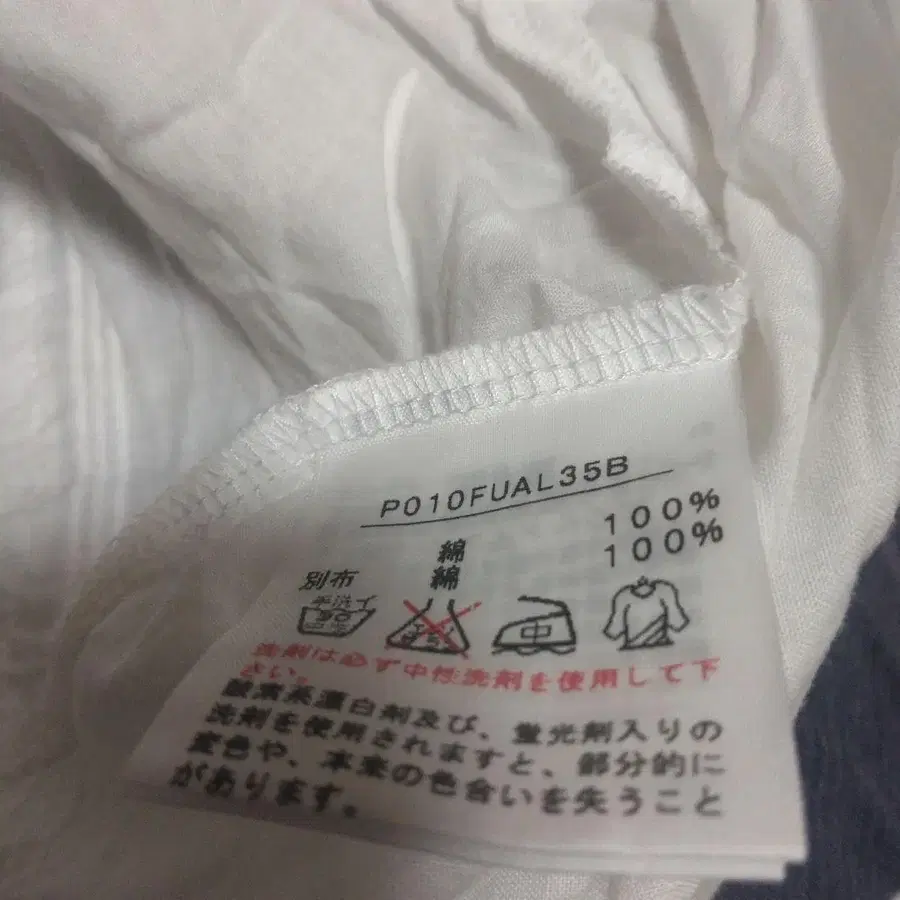 P010FUAL35B
綿 100%
別布 綿 100%
手洗イ
中
洗剤は必ず中性洗剤を使用して下
さい。
酸素系漂白剤及び、蛍光剤入りの
洗剤を使用されますと、部分的に
変色や、本来の色合いを失うこと
があります。